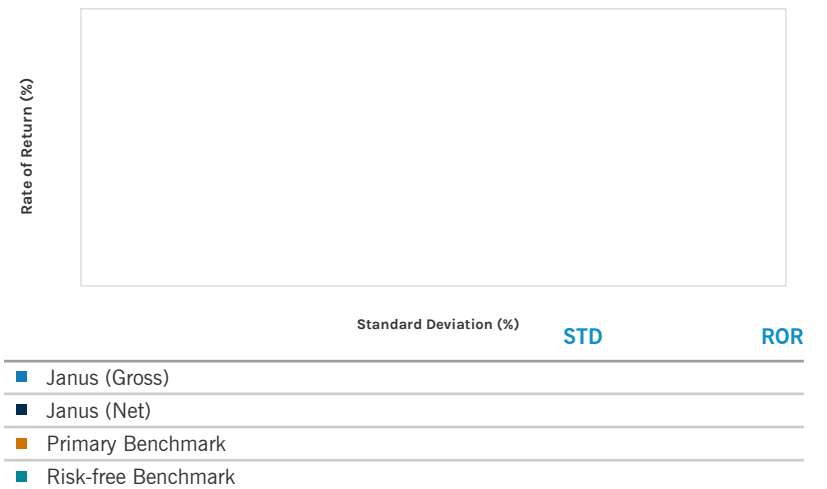 Rate of Return (%)
Standard Deviation (%)
STD ROR
Janus (Gross)
Janus (Net)
Primary Benchmark
Risk-free Benchmark